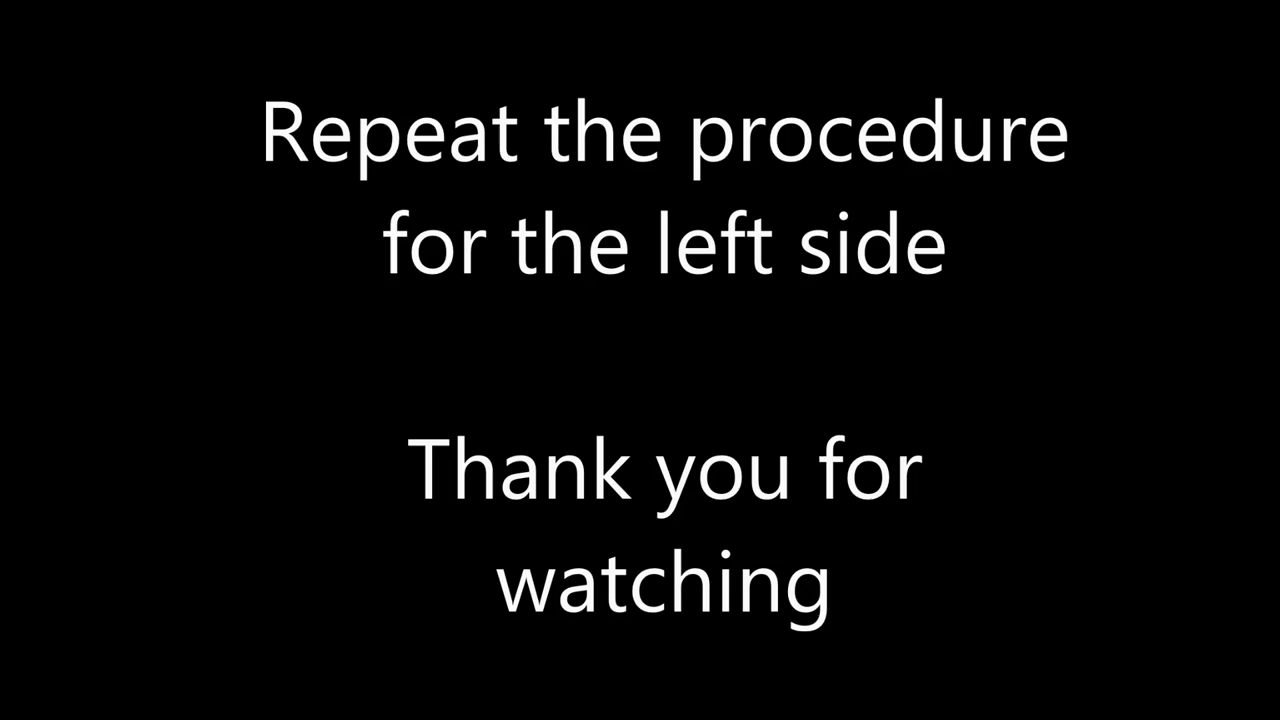 Repeat the procedure
for the left side
Thank you for
watching